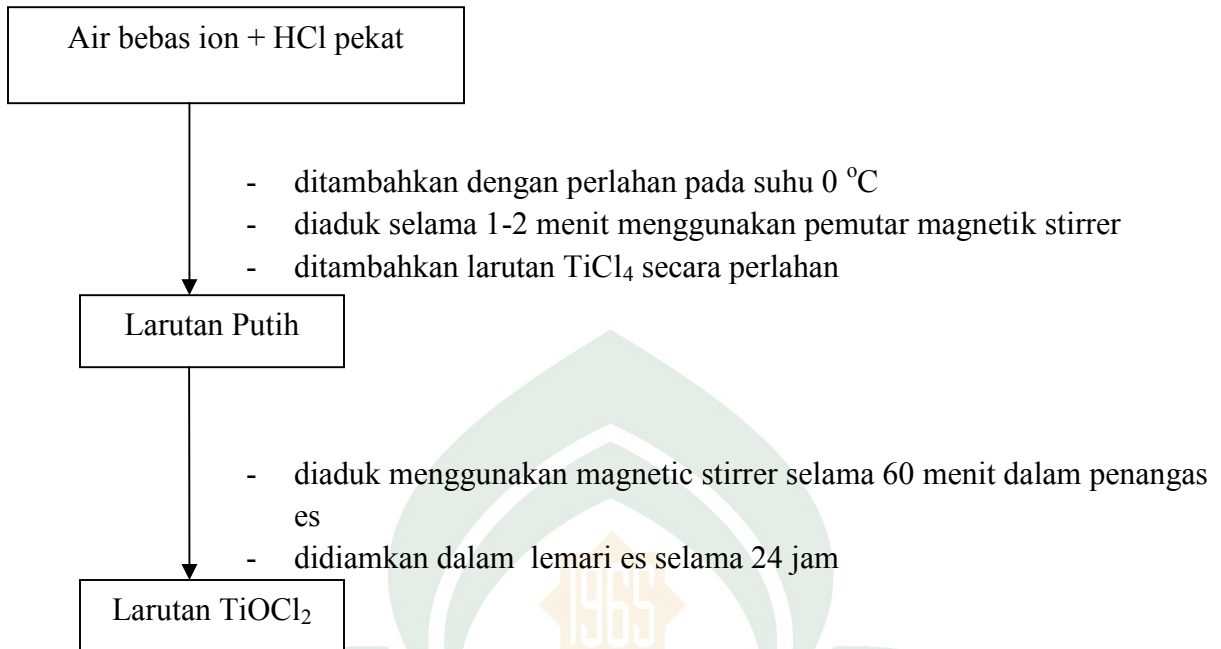 Air bebas ion + HCl pekat
- ditambahkan dengan perlahan pada suhu 0 °C
- diaduk selama 1-2 menit menggunakan pemutar magnetik stirrer
- ditambahkan larutan TiCl₄ secara perlahan
Larutan Putih
- diaduk menggunakan magnetic stirrer selama 60 menit dalam penangas
es
- didiamkan dalam lemari es selama 24 jam
Larutan TiOCl₂
1965